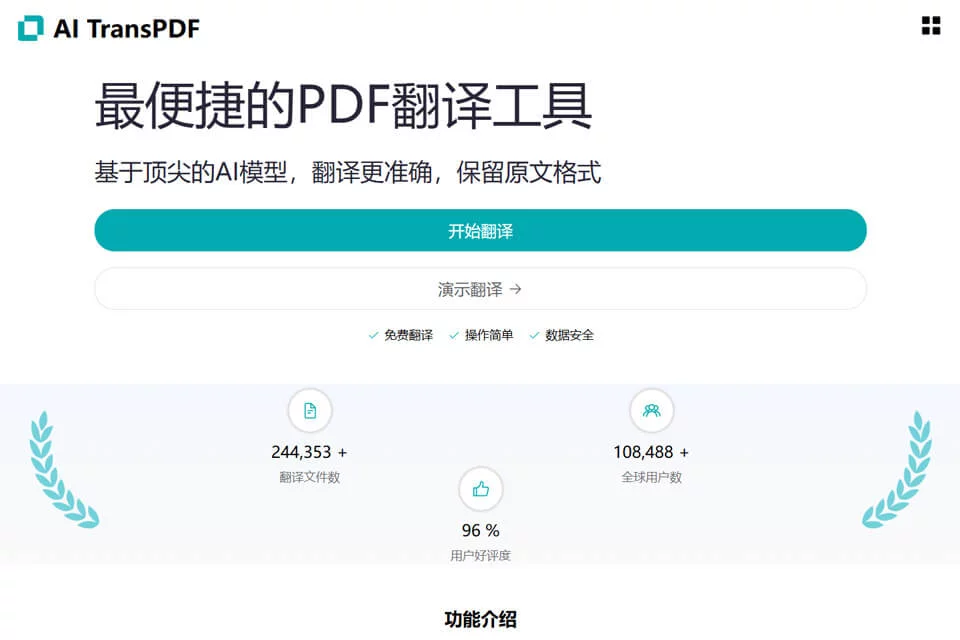 AI TransPDF
最便捷的PDF翻译工具
基于顶尖的AI模型，翻译更准确，保留原文格式
开始翻译
演示翻译 →
免费翻译 操作简单 数据安全
244,353 +
翻译文件数
108,488 +
全球用户数
96 %
用户好评度
功能介绍